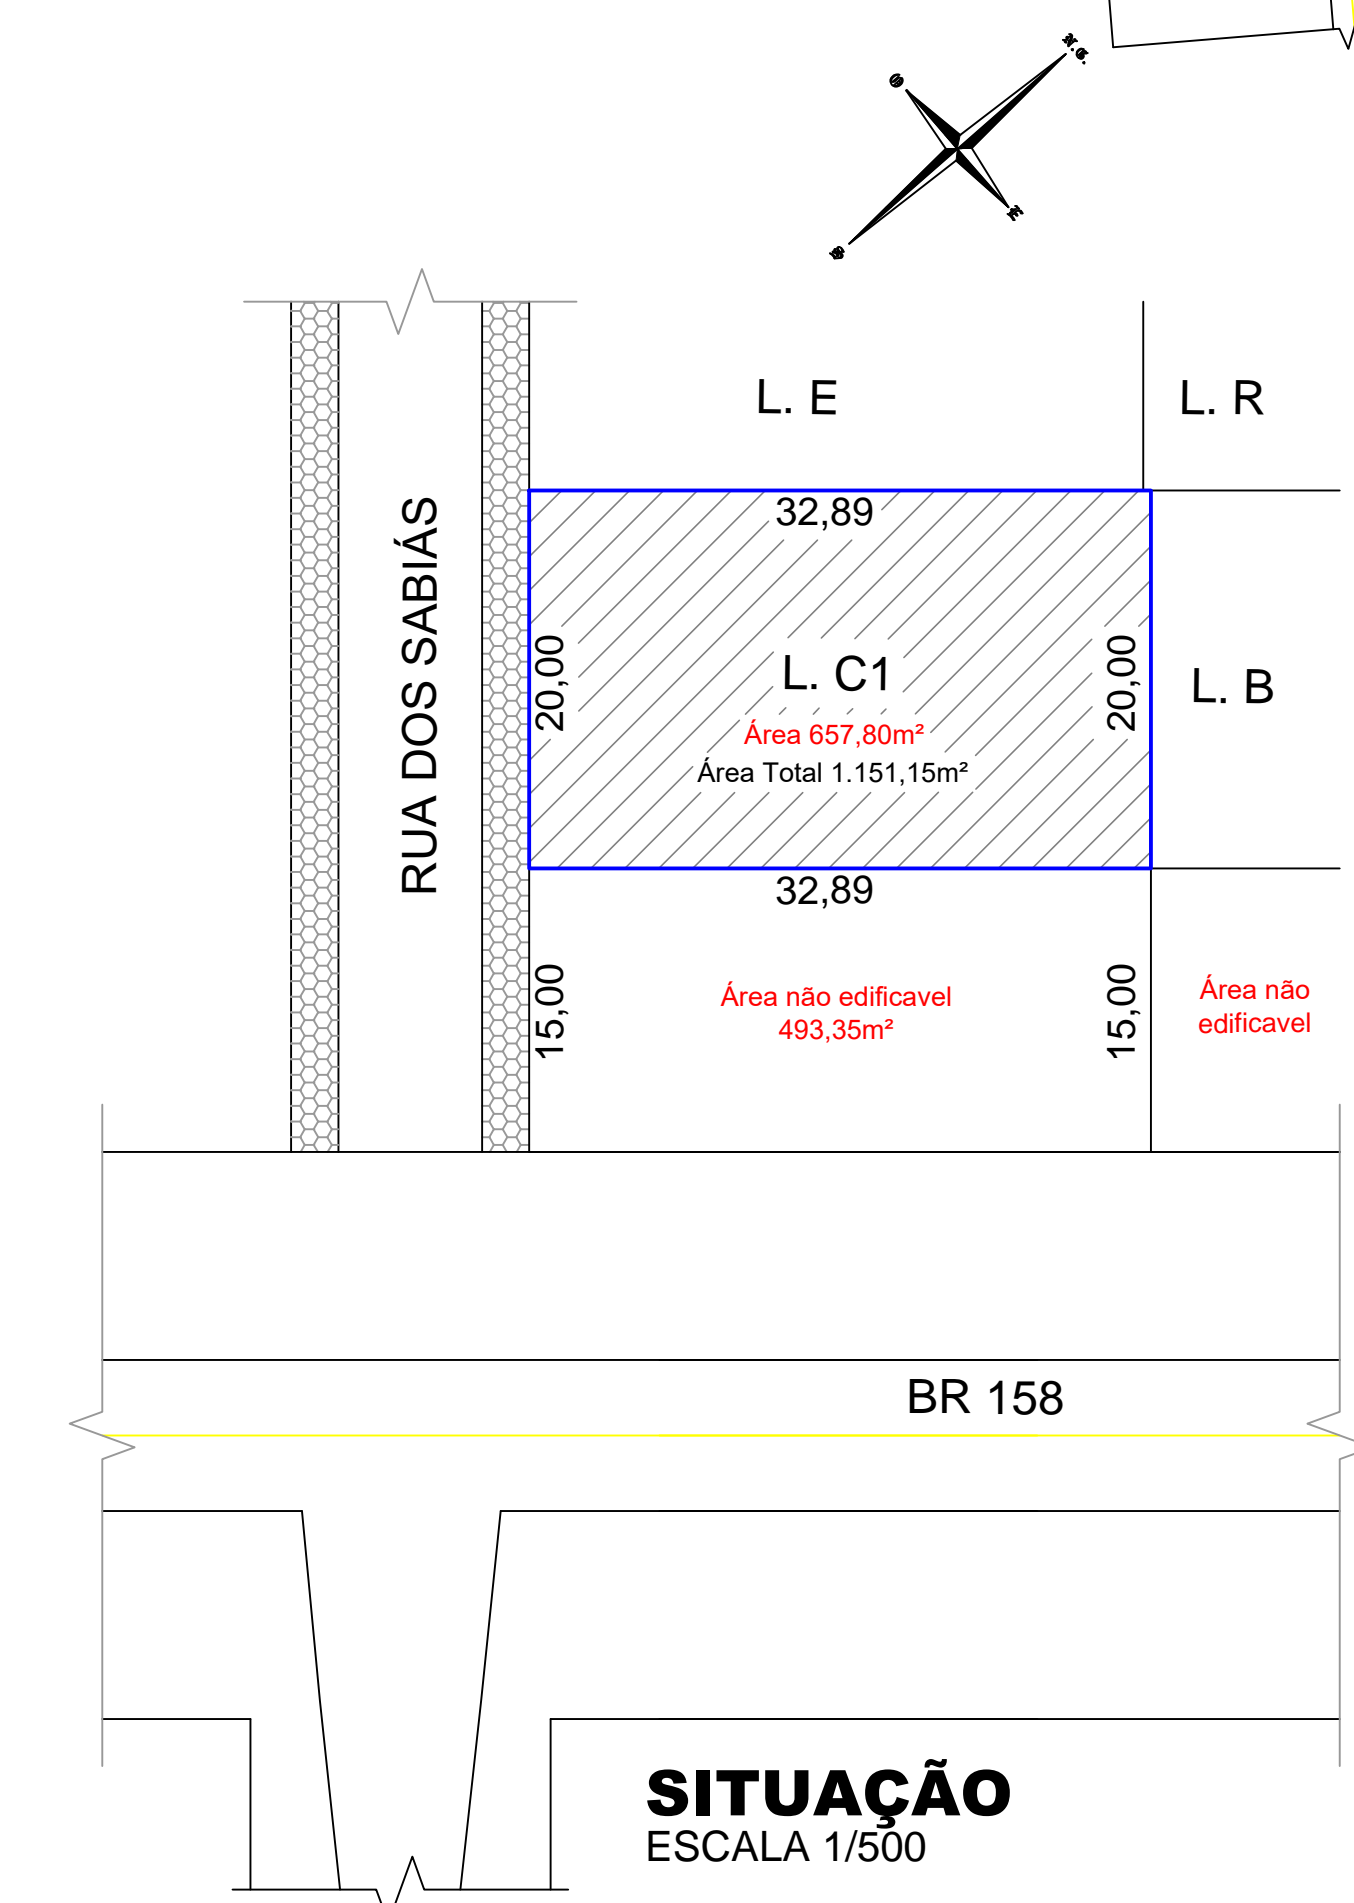 N.G.
O
E
S
L. E
L. R
32,89
RUA DOS SABIÁS
20,00
L. C1
20,00
L. B
Área 657,80m²
Área Total 1.151,15m²
32,89
15,00
Área não edificavel
493,35m²
15,00
Área não
edificavel
BR 158
SITUAÇÃO
ESCALA 1/500